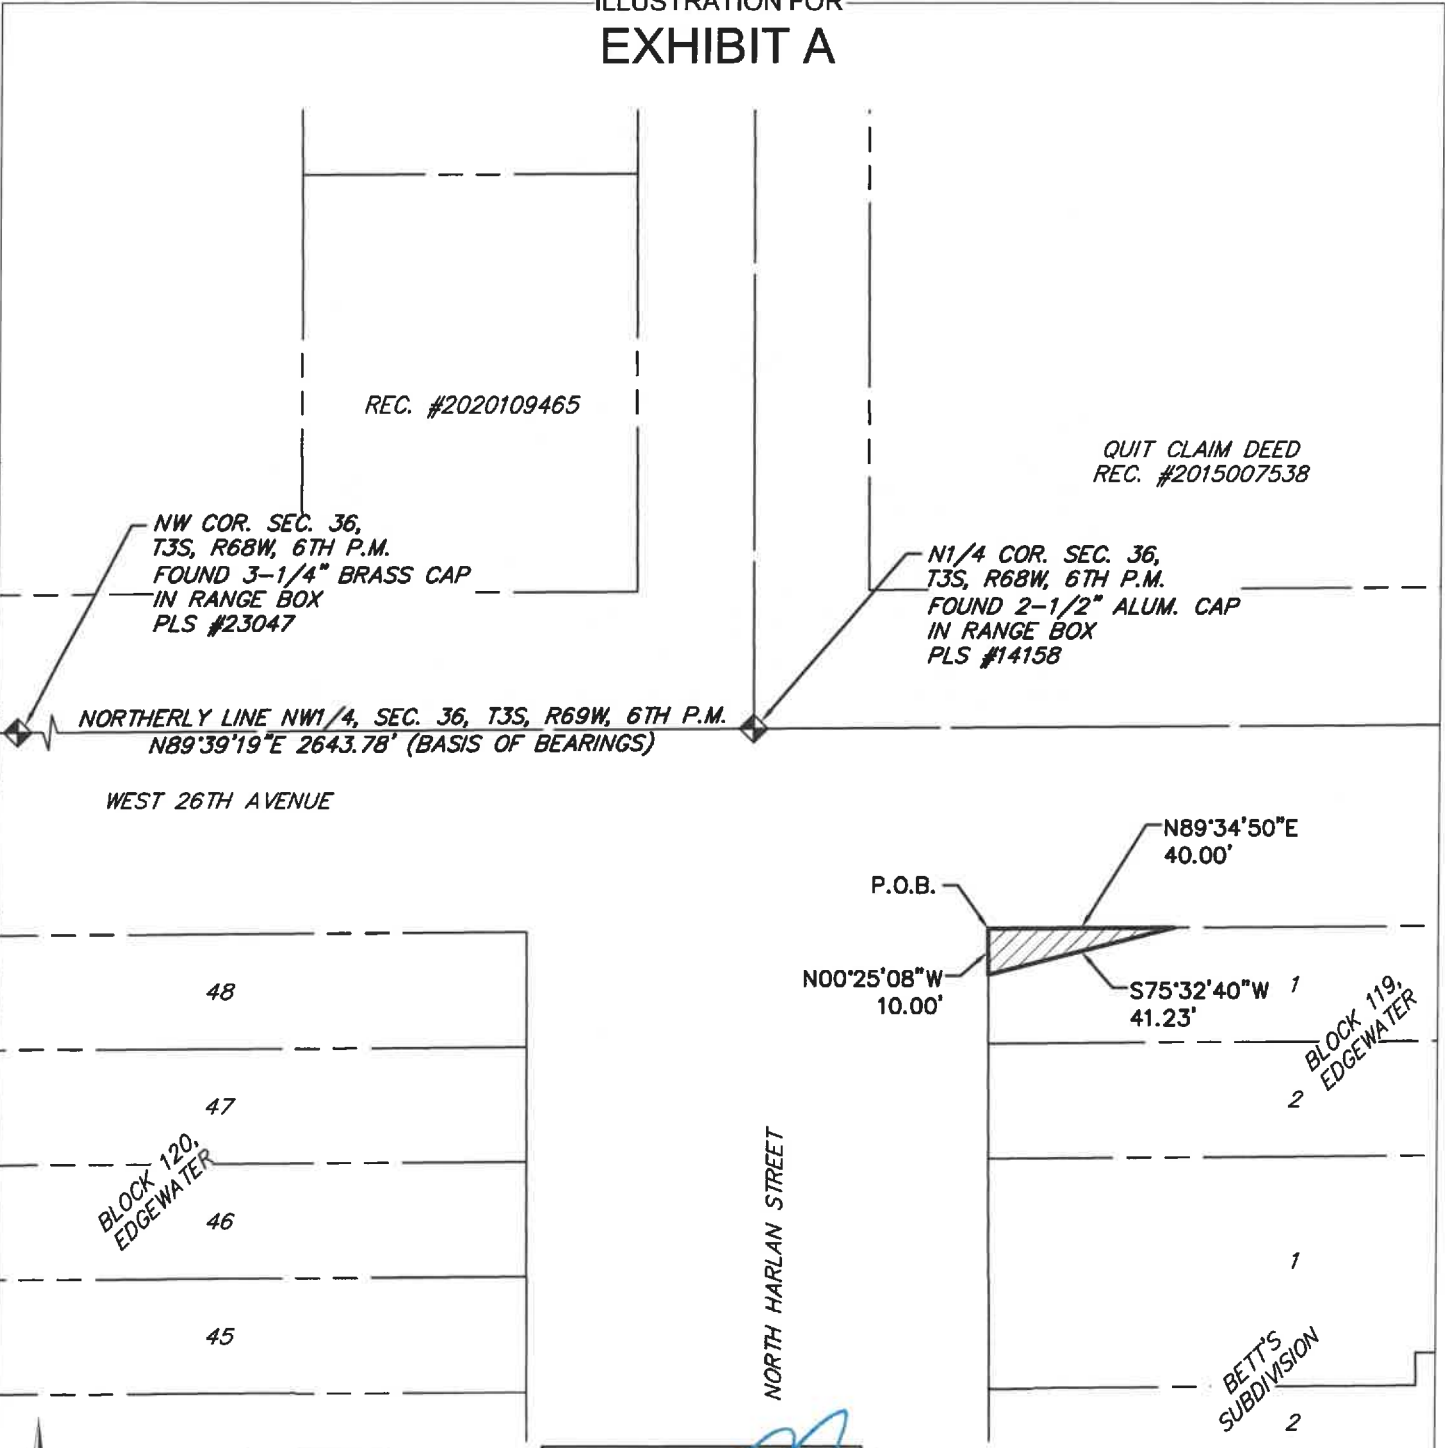 ILLUSTRATION FOR
EXHIBIT A
REC. #2020109465
QUIT CLAIM DEED
REC. #2015007538
NW COR. SEC. 36,
T3S, R68W, 6TH P.M.
FOUND 3-1/4" BRASS CAP
IN RANGE BOX
PLS #23047
N1/4 COR. SEC. 36,
T3S, R68W, 6TH P.M.
FOUND 2-1/2" ALUM. CAP
IN RANGE BOX
PLS #14158
NORTHERLY LINE NW1/4, SEC. 36, T3S, R69W, 6TH P.M.
N89°39'19"E 2643.78' (BASIS OF BEARINGS)
WEST 26TH AVENUE
N89°34'50"E
40.00'
P.O.B.
N00°25'08"W
10.00'
S75°32'40"W
41.23'
1
BLOCK 119,
EDGEWATER
2
48
47
BLOCK 120,
EDGEWATER
46
45
NORTH HARLAN STREET
1
BETT'S
SUBDIVISION
2